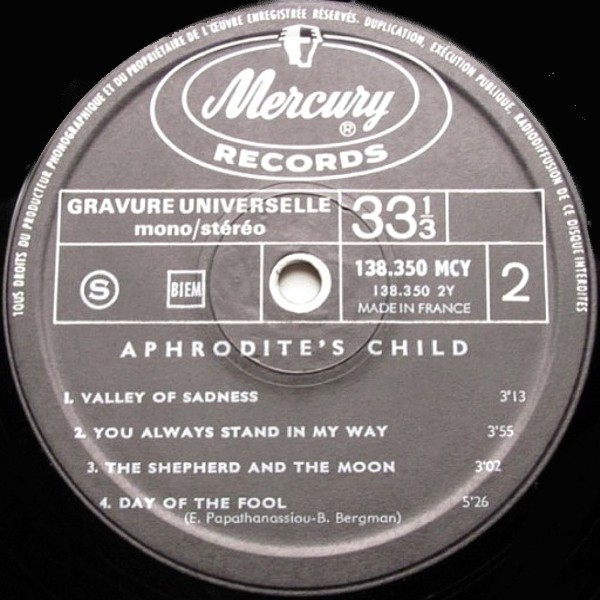 TOUS DROITS DU PRODUCTEUR PHONOGRAPHIQUE ET DU PROPRIÉTAIRE DE L'ŒUVRE ENREGISTRÉE RÉSERVÉS. DUPLICATION, EXÉCUTION PUBLIQUE, RADIODIFFUSION DE CE DISQUE INTERDITES
Mercury ®
RECORDS
GRAVURE UNIVERSELLE
mono/stéréo
33 1/3
S
BIEM
138.350 MCY
138.350 2Y
MADE IN FRANCE
2
APHRODITE'S CHILD
1. VALLEY OF SADNESS 3'13
2. YOU ALWAYS STAND IN MY WAY 3'55
3. THE SHEPHERD AND THE MOON 3'02
4. DAY OF THE FOOL 5'26
(E. Papathanassiou-B. Bergman)